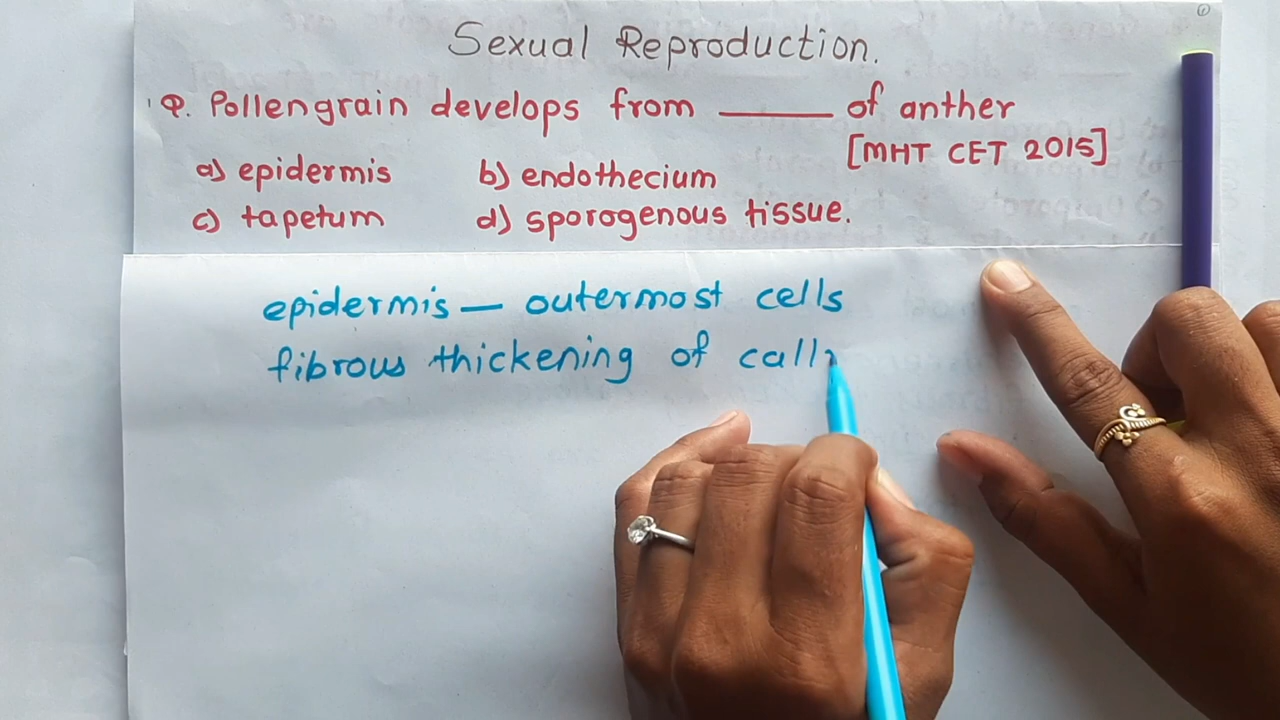 Sexual Reproduction.
Q. Pollengrain develops from ______ of anther
[MHT CET 2015]
a) epidermis b) endothecium
c) tapetum d) sporogenous tissue.
epidermis — outermost cells
fibrous thickening of call